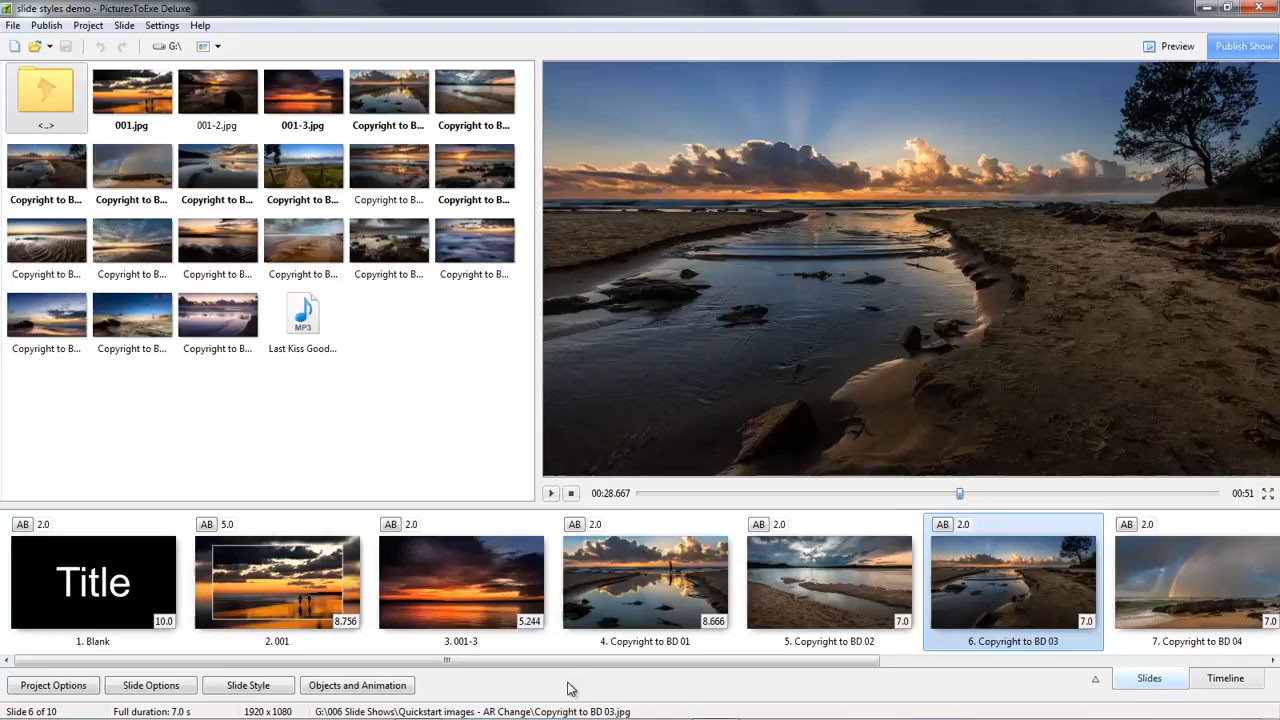 slide styles demo - PicturesToExe Deluxe
File Publish Project Slide Settings Help
G:\ Preview Publish Show
<..> 001.jpg 001-2.jpg 001-3.jpg Copyright to B... Copyright to B...
Copyright to B... Copyright to B... Copyright to B... Copyright to B... Copyright to B... Copyright to B...
Copyright to B... Copyright to B... Copyright to B... Copyright to B... Copyright to B... Copyright to B...
MP3
Copyright to B... Copyright to B... Copyright to B... Last Kiss Good...
00:28.667 00:51
AB 2.0 AB 5.0 AB 2.0 AB 2.0 AB 2.0 AB 2.0 AB 2.0
Title
10.0 8.756 5.244 8.666 7.0 7.0 7.0
1. Blank 2. 001 3. 001-3 4. Copyright to BD 01 5. Copyright to BD 02 6. Copyright to BD 03 7. Copyright to BD 04
Project Options Slide Options Slide Style Objects and Animation Slides Timeline
Slide 6 of 10 Full duration: 7.0 s 1920 x 1080 G:\006 Slide Shows\Quickstart images - AR Change\Copyright to BD 03.jpg